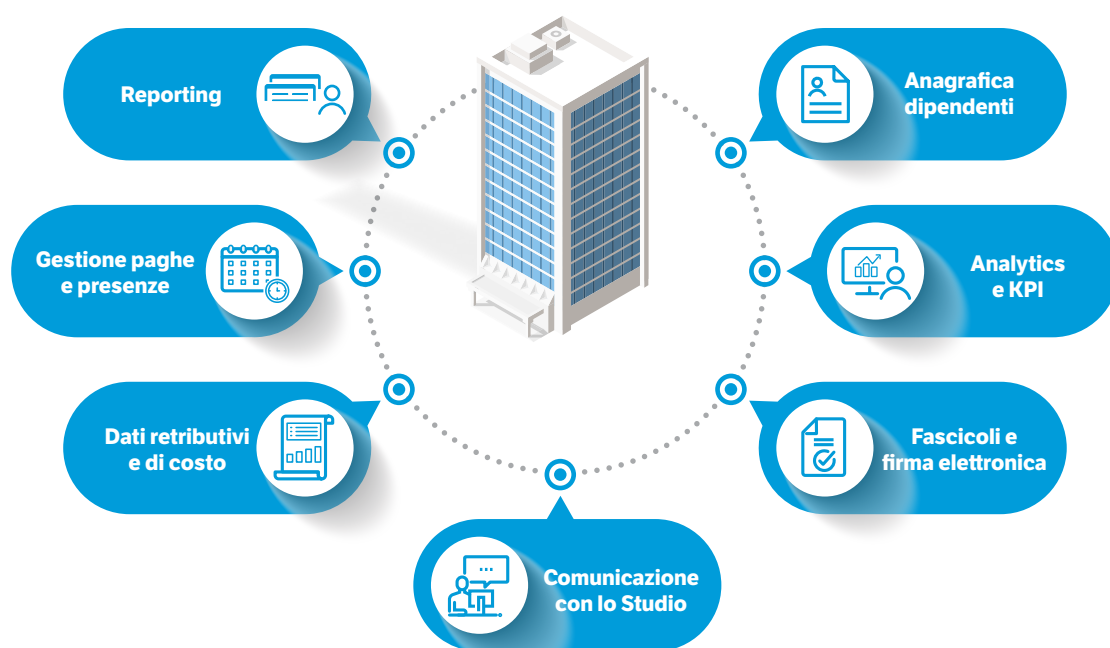 Reporting
Anagrafica
dipendenti
Gestione paghe
e presenze
Analytics
e KPI
Dati retributivi
e di costo
Fascicoli e
firma elettronica
Comunicazione
con lo Studio